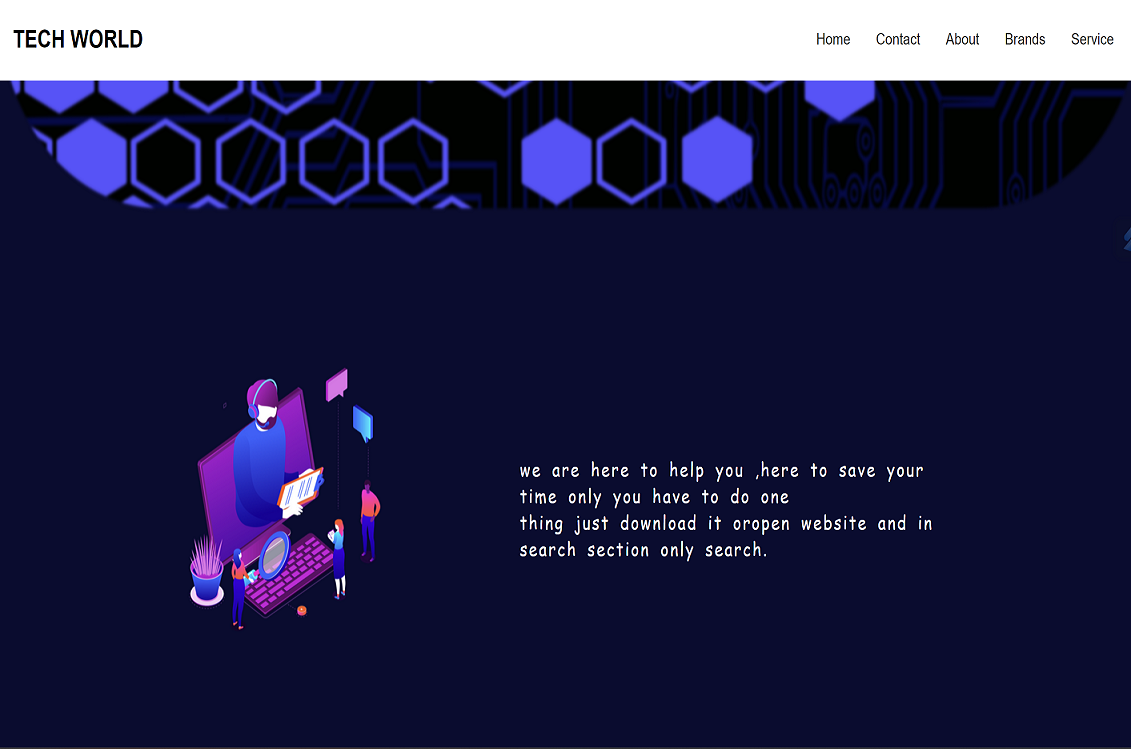 TECH WORLD
Home Contact About Brands Service
we are here to help you ,here to save your
time only you have to do one
thing just download it oropen website and in
search section only search.